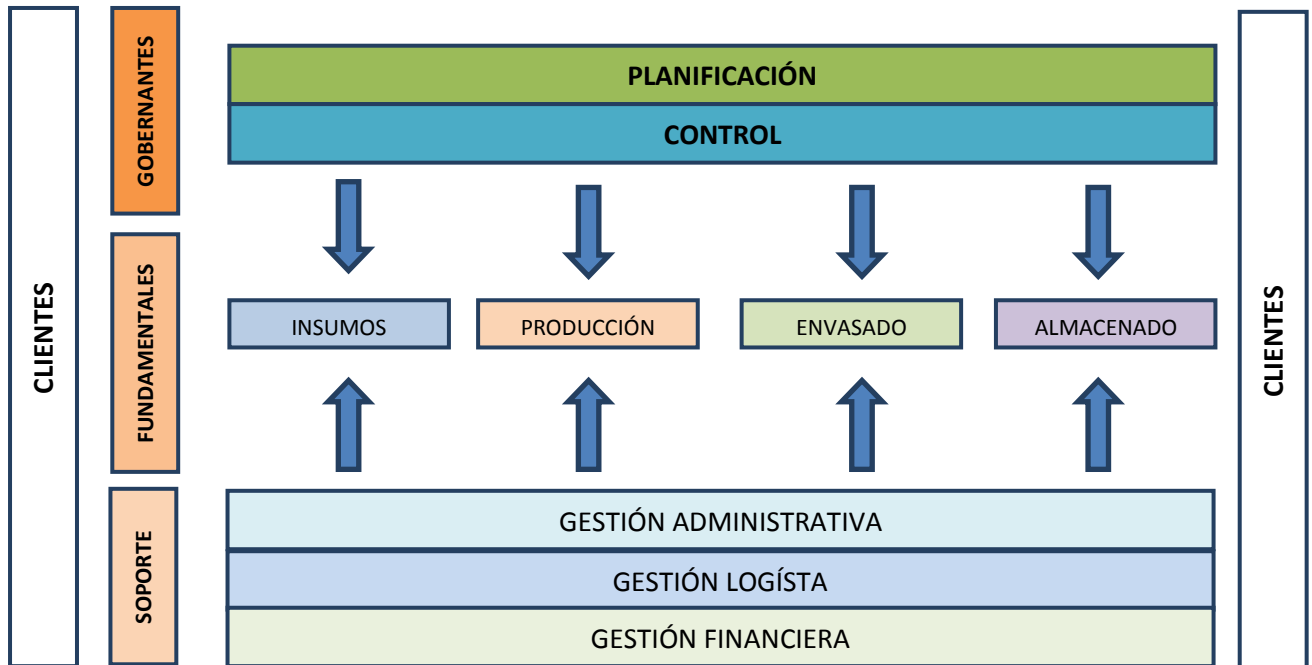 CLIENTES
GOBERNANTES
PLANIFICACIÓN
CONTROL
FUNDAMENTALES
INSUMOS
PRODUCCIÓN
ENVASADO
ALMACENADO
SOPORTE
GESTIÓN ADMINISTRATIVA
GESTIÓN LOGÍSTA
GESTIÓN FINANCIERA
CLIENTES